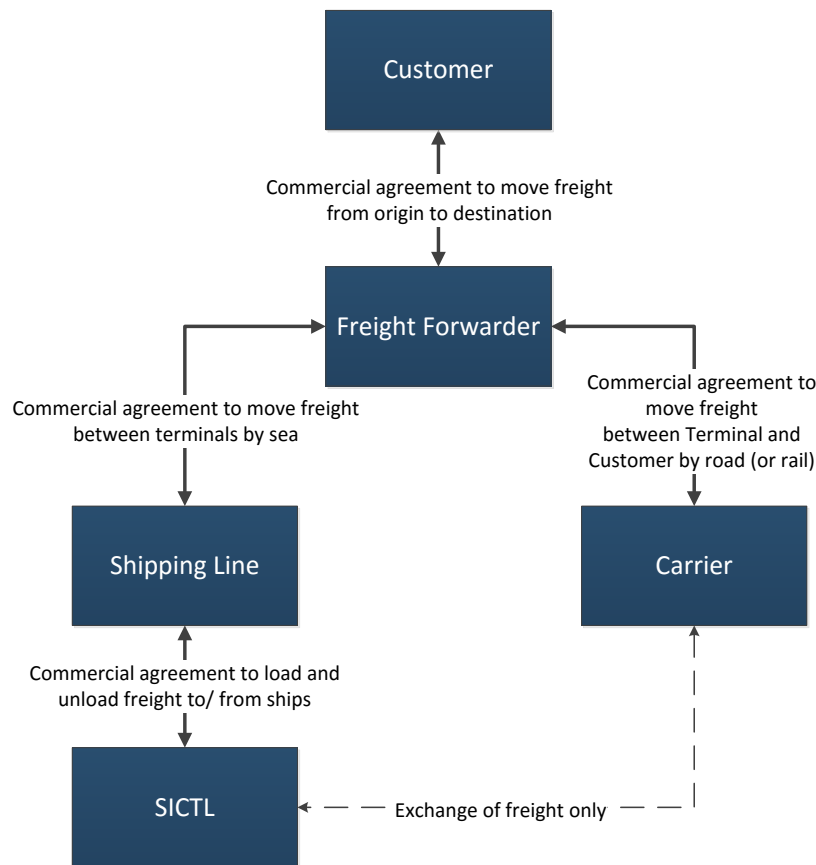 Customer
Commercial agreement to move freight
from origin to destination
Freight Forwarder
Commercial agreement to move freight
between terminals by sea
Commercial agreement to
move freight
between Terminal and
Customer by road (or rail)
Shipping Line
Carrier
Commercial agreement to load and
unload freight to/ from ships
SICTL
Exchange of freight only